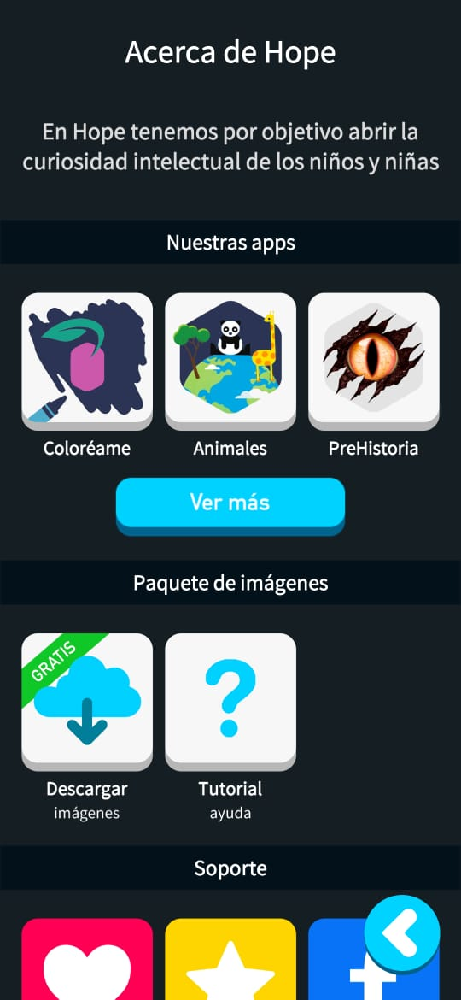 Acerca de Hope
En Hope tenemos por objetivo abrir la
curiosidad intelectual de los niños y niñas
Nuestras apps
Coloréame
Animales
PreHistoria
Ver más
Paquete de imágenes
GRATIS
Descargar
imágenes
?
Tutorial
ayuda
Soporte